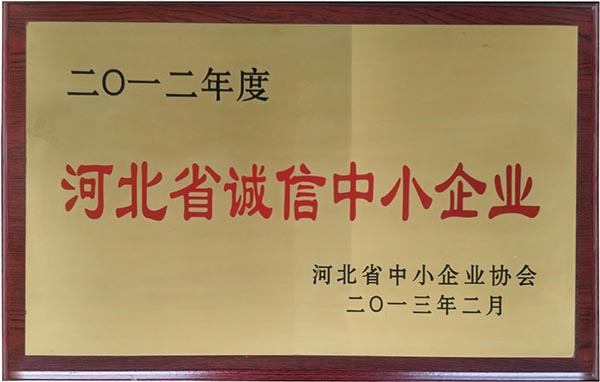 二〇一二年度
河北省诚信中小企业
河北省中小企业协会
二〇一三年二月